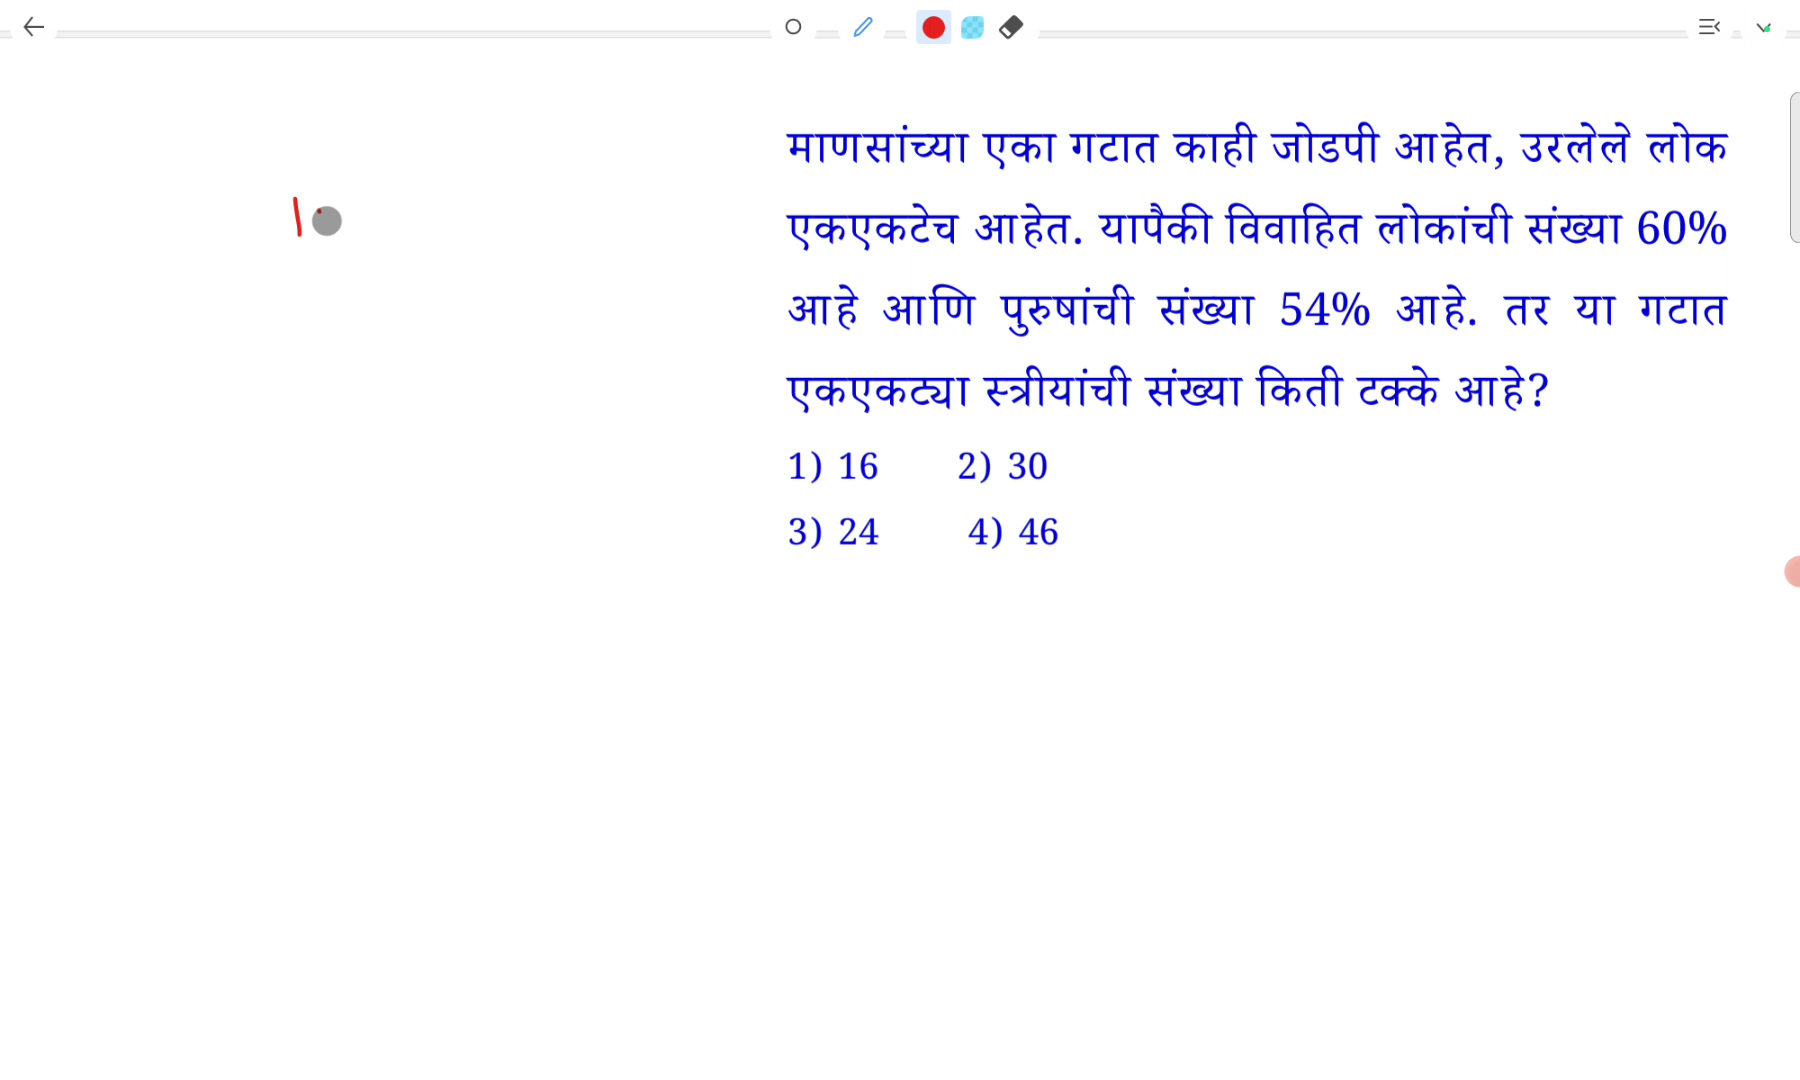 माणसांच्या एका गटात काही जोडपी आहेत, उरलेले लोक
एकएकटेच आहेत. यापैकी विवाहित लोकांची संख्या 60%
आहे आणि पुरुषांची संख्या 54% आहे. तर या गटात
एकएकट्या स्त्रीयांची संख्या किती टक्के आहे?
1) 16 2) 30
3) 24 4) 46